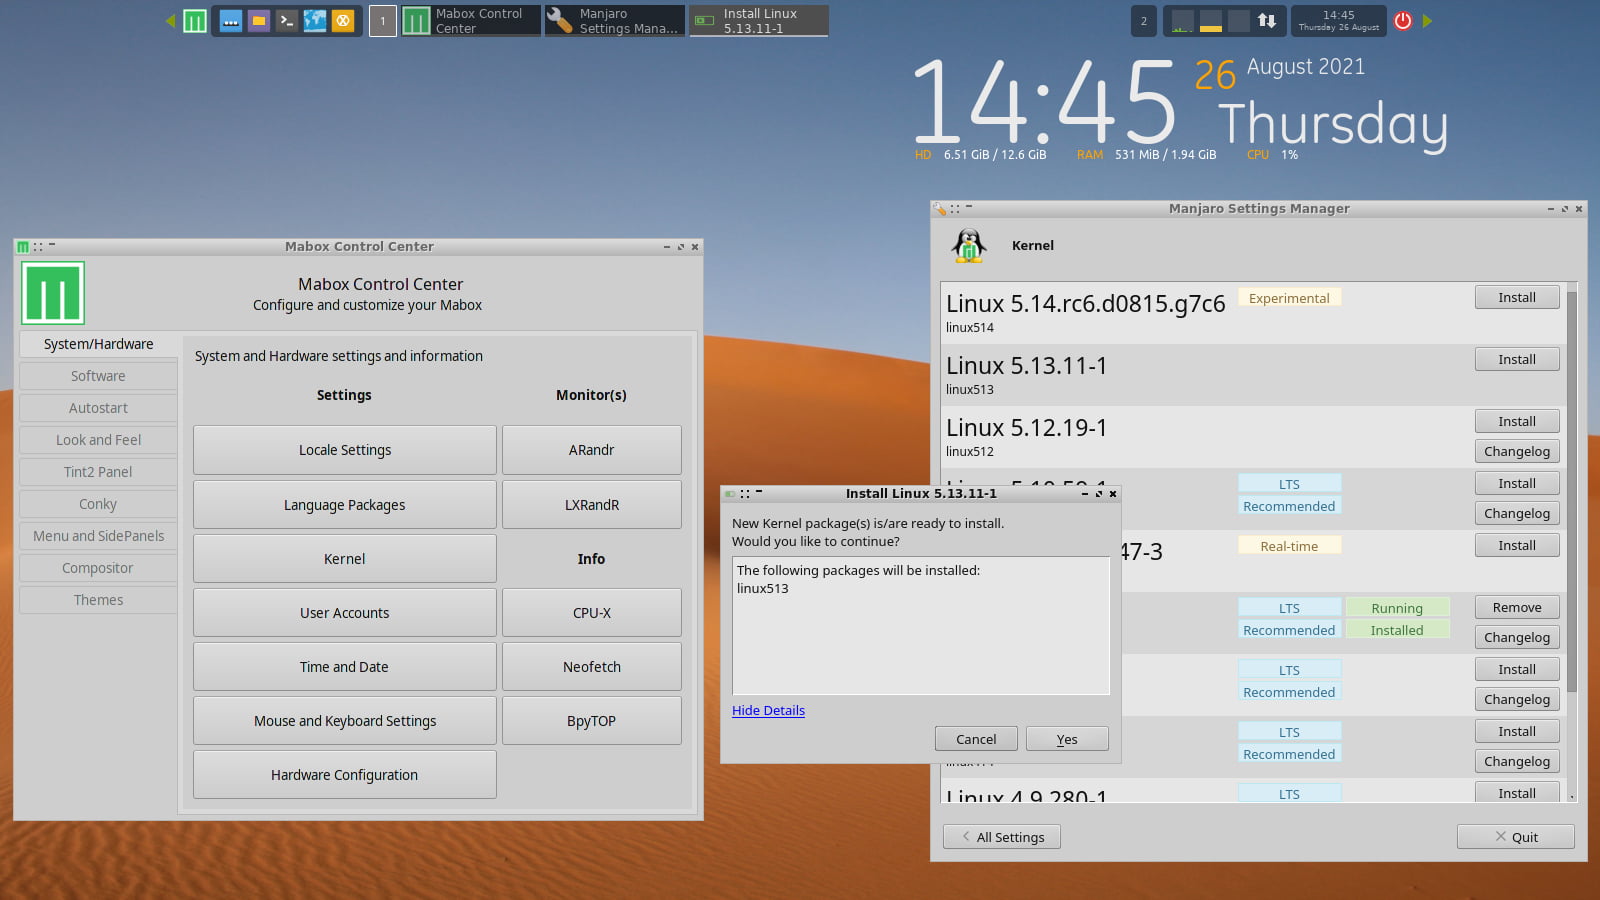 1
Mabox Control
Center
Manjaro
Settings Mana...
Install Linux
5.13.11-1
2
14:45
Thursday 26 August
14:45
26
August 2021
Thursday
HD 6.51 GiB / 12.6 GiB RAM 531 MiB / 1.94 GiB CPU 1%
Mabox Control Center
Mabox Control Center
Configure and customize your Mabox
System/Hardware
Software
Autostart
Look and Feel
Tint2 Panel
Conky
Menu and SidePanels
Compositor
Themes
System and Hardware settings and information
Settings
Locale Settings
Language Packages
Kernel
User Accounts
Time and Date
Mouse and Keyboard Settings
Hardware Configuration
Monitor(s)
ARandr
LXRandR
Info
CPU-X
Neofetch
BpyTOP
Manjaro Settings Manager
Kernel
Linux 5.14.rc6.d0815.g7c6
linux514
Experimental
Install
Linux 5.13.11-1
linux513
Install
Linux 5.12.19-1
linux512
Install
Changelog
LTS
Recommended
Install
Changelog
47-3
Real-time
Install
LTS
Running
Recommended
Installed
Remove
Changelog
LTS
Recommended
Install
Changelog
LTS
Recommended
Install
Changelog
Linux 4.9.280-1
LTS
Install
All Settings
Quit
Install Linux 5.13.11-1
New Kernel package(s) is/are ready to install.
Would you like to continue?
The following packages will be installed:
linux513
Hide Details
Cancel
Yes